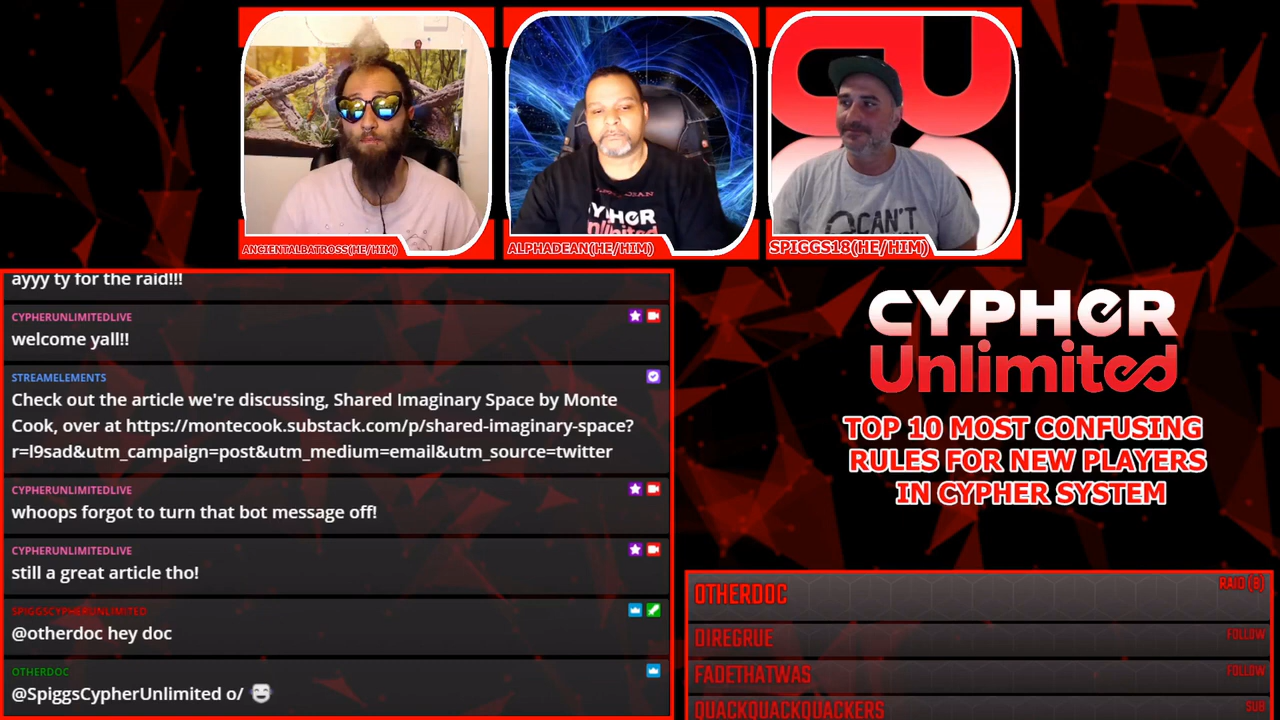 ANCIENTALBATROSS(HE/HIM)
ALPHADEAN(HE/HIM)
SPIGGS18(HE/HIM)
CYPHER
Unlimited
CAN'T
ayyy ty for the raid!!!
CYPHERUNLIMITEDLIVE
welcome yall!!
STREAMELEMENTS
Check out the article we're discussing, Shared Imaginary Space by Monte
Cook, over at https://montecook.substack.com/p/shared-imaginary-space?
r=l9sad&utm_campaign=post&utm_medium=email&utm_source=twitter
CYPHERUNLIMITEDLIVE
whoops forgot to turn that bot message off!
CYPHERUNLIMITEDLIVE
still a great article tho!
SPIGGSCYPHERUNLIMITED
@otherdoc hey doc
OTHERDOC
@SpiggsCypherUnlimited o/
CYPHER
Unlimited
TOP 10 MOST CONFUSING
RULES FOR NEW PLAYERS
IN CYPHER SYSTEM
OTHERDOC RAID (8)
DIREGRUE FOLLOW
FADETHATWAS FOLLOW
QUACKQUACKQUACKERS SUB